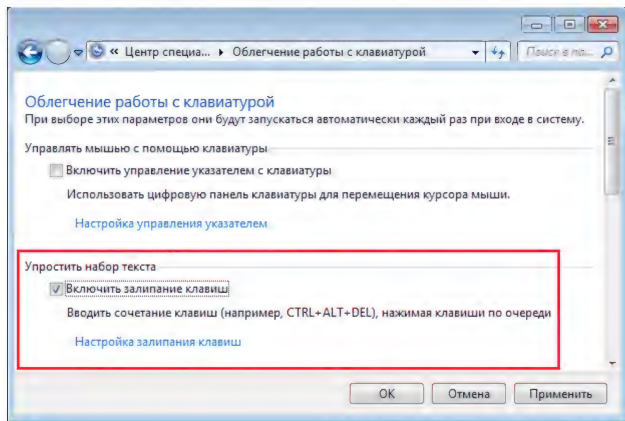 « Центр специа... ▸ Облегчение работы с клавиатурой
Поиск в па...
Облегчение работы с клавиатурой
При выборе этих параметров они будут запускаться автоматически каждый раз при входе в систему.
Управлять мышью с помощью клавиатуры
Включить управление указателем с клавиатуры
Использовать цифровую панель клавиатуры для перемещения курсора мыши.
Настройка управления указателем
Упростить набор текста
Включить залипание клавиш
Вводить сочетание клавиш (например, CTRL+ALT+DEL), нажимая клавиши по очереди
Настройка залипания клавиш
ОК Отмена Применить